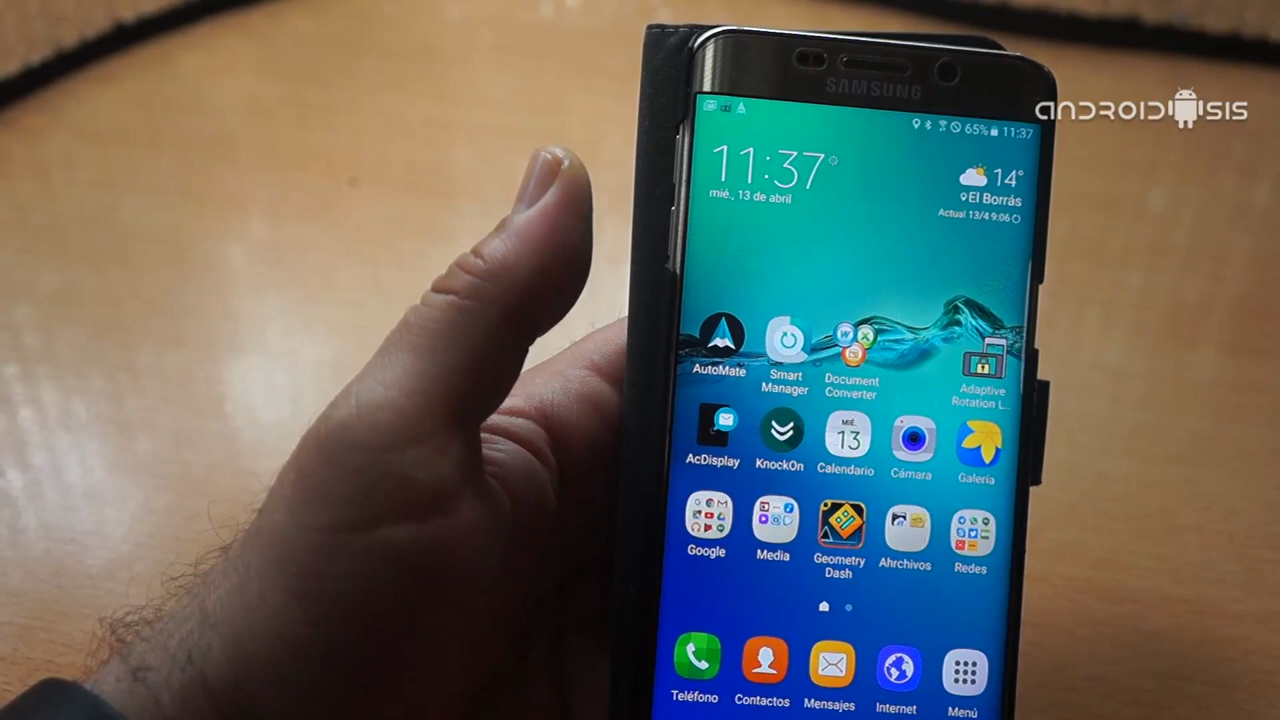 SAMSUNG
ANDROIDSIS
65% 11:37
11:37
mié., 13 de abril
14°
El Borrás
Actual 13/4 9:06
AutoMate
Smart
Manager
Document
Converter
Adaptive
Rotation L..
AcDisplay
KnockOn
MIÉ.
13
Calendario
Cámara
Galería
Google
Media
Geometry
Dash
Ahrchivos
Redes
Teléfono
Contactos
Mensajes
Internet
Menú